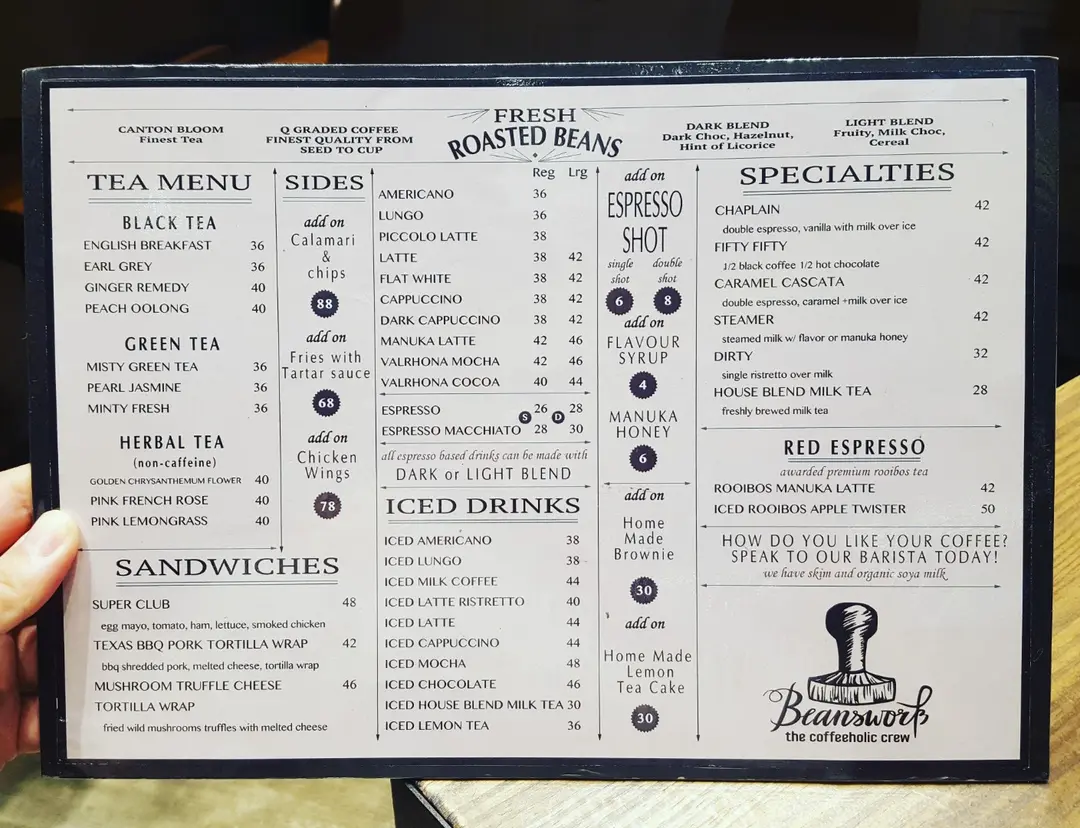 CANTON BLOOM
Finest Tea
Q GRADED COFFEE
FINEST QUALITY FROM
SEED TO CUP
FRESH
ROASTED BEANS
DARK BLEND
Dark Choc, Hazelnut,
Hint of Licorice
LIGHT BLEND
Fruity, Milk Choc,
Cereal
TEA MENU
BLACK TEA
ENGLISH BREAKFAST 36
EARL GREY 36
GINGER REMEDY 40
PEACH OOLONG 40
GREEN TEA
MISTY GREEN TEA 36
PEARL JASMINE 36
MINTY FRESH 36
HERBAL TEA
(non-caffeine)
GOLDEN CHRYSANTHEMUM FLOWER 40
PINK FRENCH ROSE 40
PINK LEMONGRASS 40
SIDES
add on
Calamari
&
chips
88
add on
Fries with
Tartar sauce
68
add on
Chicken
Wings
78
SANDWICHES
SUPER CLUB 48
egg mayo, tomato, ham, lettuce, smoked chicken
TEXAS BBQ PORK TORTILLA WRAP 42
bbq shredded pork, melted cheese, tortilla wrap
MUSHROOM TRUFFLE CHEESE 46
TORTILLA WRAP
fried wild mushrooms truffles with melted cheese
Reg Lrg
AMERICANO 36
LUNGO 36
PICCOLO LATTE 38
LATTE 38 42
FLAT WHITE 38 42
CAPPUCCINO 38 42
DARK CAPPUCCINO 38 42
MANUKA LATTE 42 46
VALRHONA MOCHA 42 46
VALRHONA COCOA 40 44
ESPRESSO 26 28
S D
ESPRESSO MACCHIATO 28 30
all espresso based drinks can be made with
DARK or LIGHT BLEND
ICED DRINKS
ICED AMERICANO 38
ICED LUNGO 38
ICED MILK COFFEE 44
ICED LATTE RISTRETTO 40
ICED LATTE 44
ICED CAPPUCCINO 44
ICED MOCHA 48
ICED CHOCOLATE 46
ICED HOUSE BLEND MILK TEA 30
ICED LEMON TEA 36
add on
ESPRESSO
SHOT
single double
shot shot
6 8
add on
FLAVOUR
SYRUP
4
MANUKA
HONEY
6
add on
Home
Made
Brownie
30
add on
Home Made
Lemon
Tea Cake
30
SPECIALTIES
CHAPLAIN 42
double espresso, vanilla with milk over ice
FIFTY FIFTY 42
1/2 black coffee 1/2 hot chocolate
CARAMEL CASCATA 42
double espresso, caramel +milk over ice
STEAMER 42
steamed milk w/ flavor or manuka honey
DIRTY 32
single ristretto over milk
HOUSE BLEND MILK TEA 28
freshly brewed milk tea
RED ESPRESSO
awarded premium rooibos tea
ROOIBOS MANUKA LATTE 42
ICED ROOIBOS APPLE TWISTER 50
HOW DO YOU LIKE YOUR COFFEE?
SPEAK TO OUR BARISTA TODAY!
we have skim and organic soya milk
Beanswork
the coffeeholic crew